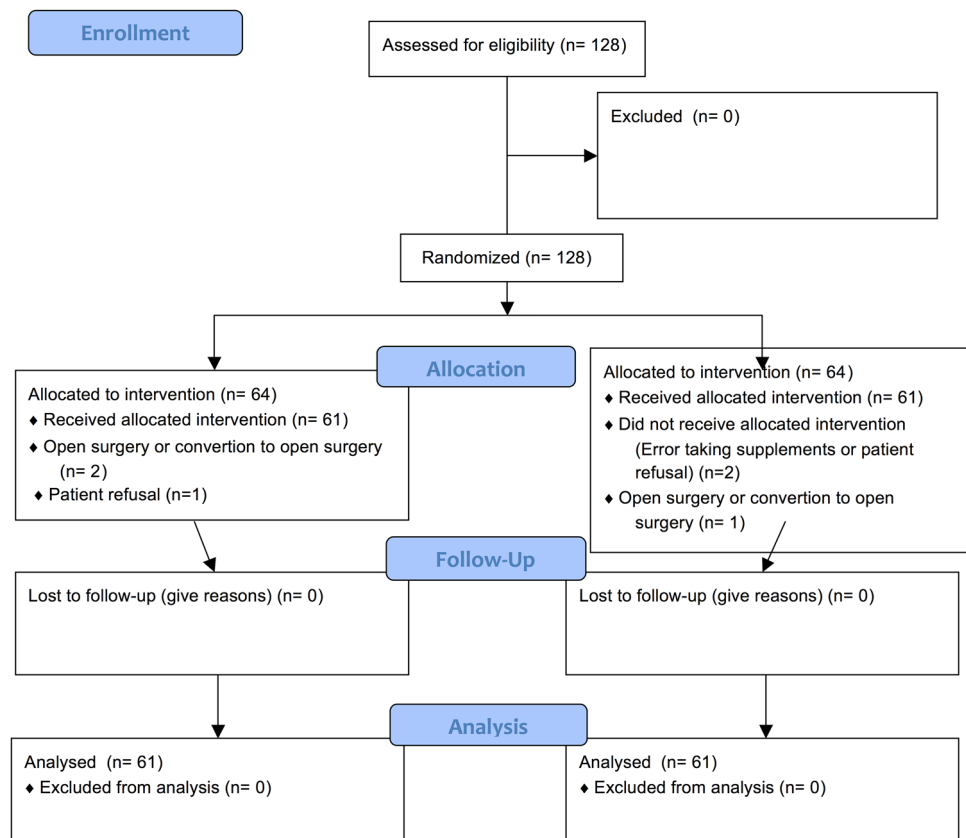 Enrollment
Assessed for eligibility (n= 128)
Excluded (n= 0)
Randomized (n= 128)
Allocation
Allocated to intervention (n= 64)
♦ Received allocated intervention (n= 61)
♦ Open surgery or convertion to open surgery
(n= 2)
♦ Patient refusal (n=1)
Allocated to intervention (n= 64)
♦ Received allocated intervention (n= 61)
♦ Did not receive allocated intervention
(Error taking supplements or patient
refusal) (n=2)
♦ Open surgery or convertion to open
surgery (n= 1)
Follow-Up
Lost to follow-up (give reasons) (n= 0)
Lost to follow-up (give reasons) (n= 0)
Analysis
Analysed (n= 61)
♦ Excluded from analysis (n= 0)
Analysed (n= 61)
♦ Excluded from analysis (n= 0)